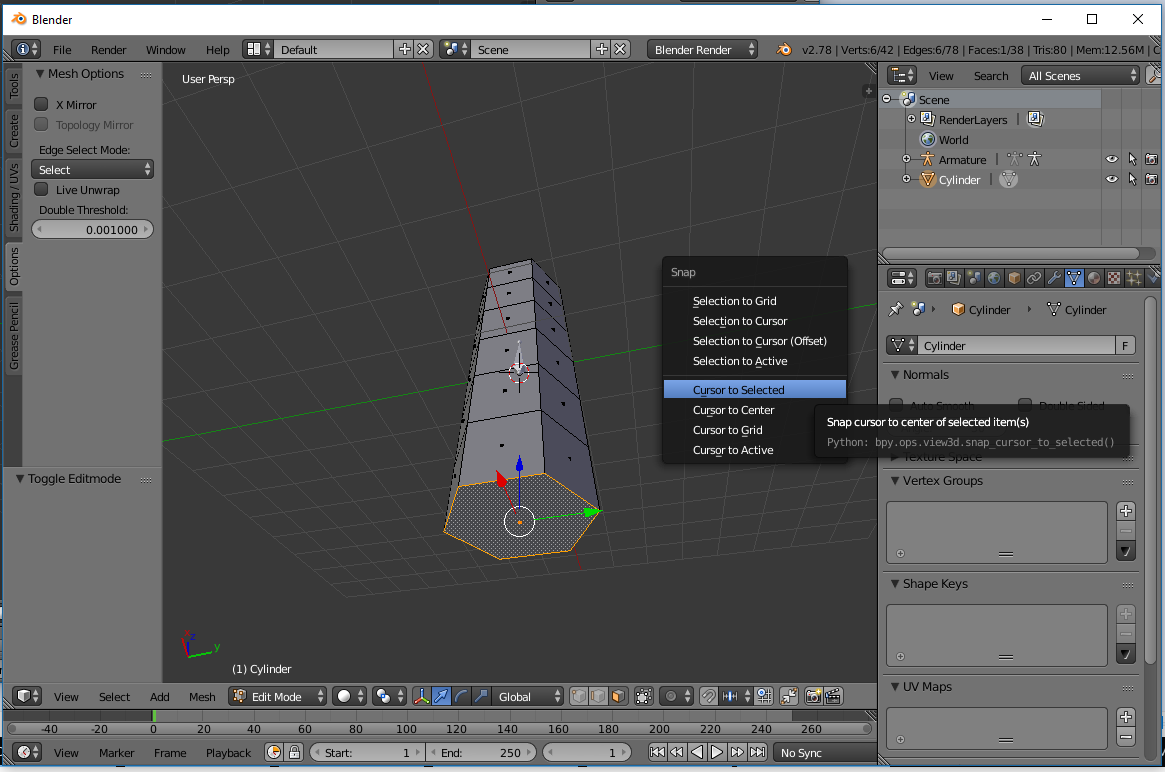 Blender
File Render Window Help Default Scene Blender Render v2.78 | Verts:6/42 | Edges:6/78 | Faces:1/38 | Tris:80 | Mem:12.56M | C
Tools
Create
Shading / UVs
Options
Grease Pencil
Mesh Options
X Mirror
Topology Mirror
Edge Select Mode:
Select
Live Unwrap
Double Threshold:
0.001000
Toggle Editmode
User Persp
Snap
Selection to Grid
Selection to Cursor
Selection to Cursor (Offset)
Selection to Active
Cursor to Selected
Cursor to Center
Cursor to Grid
Cursor to Active
Snap cursor to center of selected item(s)
Python: bpy.ops.view3d.snap_cursor_to_selected()
z
y
(1) Cylinder
View Search All Scenes
Scene
RenderLayers |
World
Armature |
Cylinder |
Cylinder Cylinder
Cylinder F
Normals
Auto Smooth Double Sided
Texture Space
Vertex Groups
Shape Keys
UV Maps
View Select Add Mesh Edit Mode Global
-40 -20 0 20 40 60 80 100 120 140 160 180 200 220 240 260
View Marker Frame Playback Start: 1 End: 250 1 No Sync